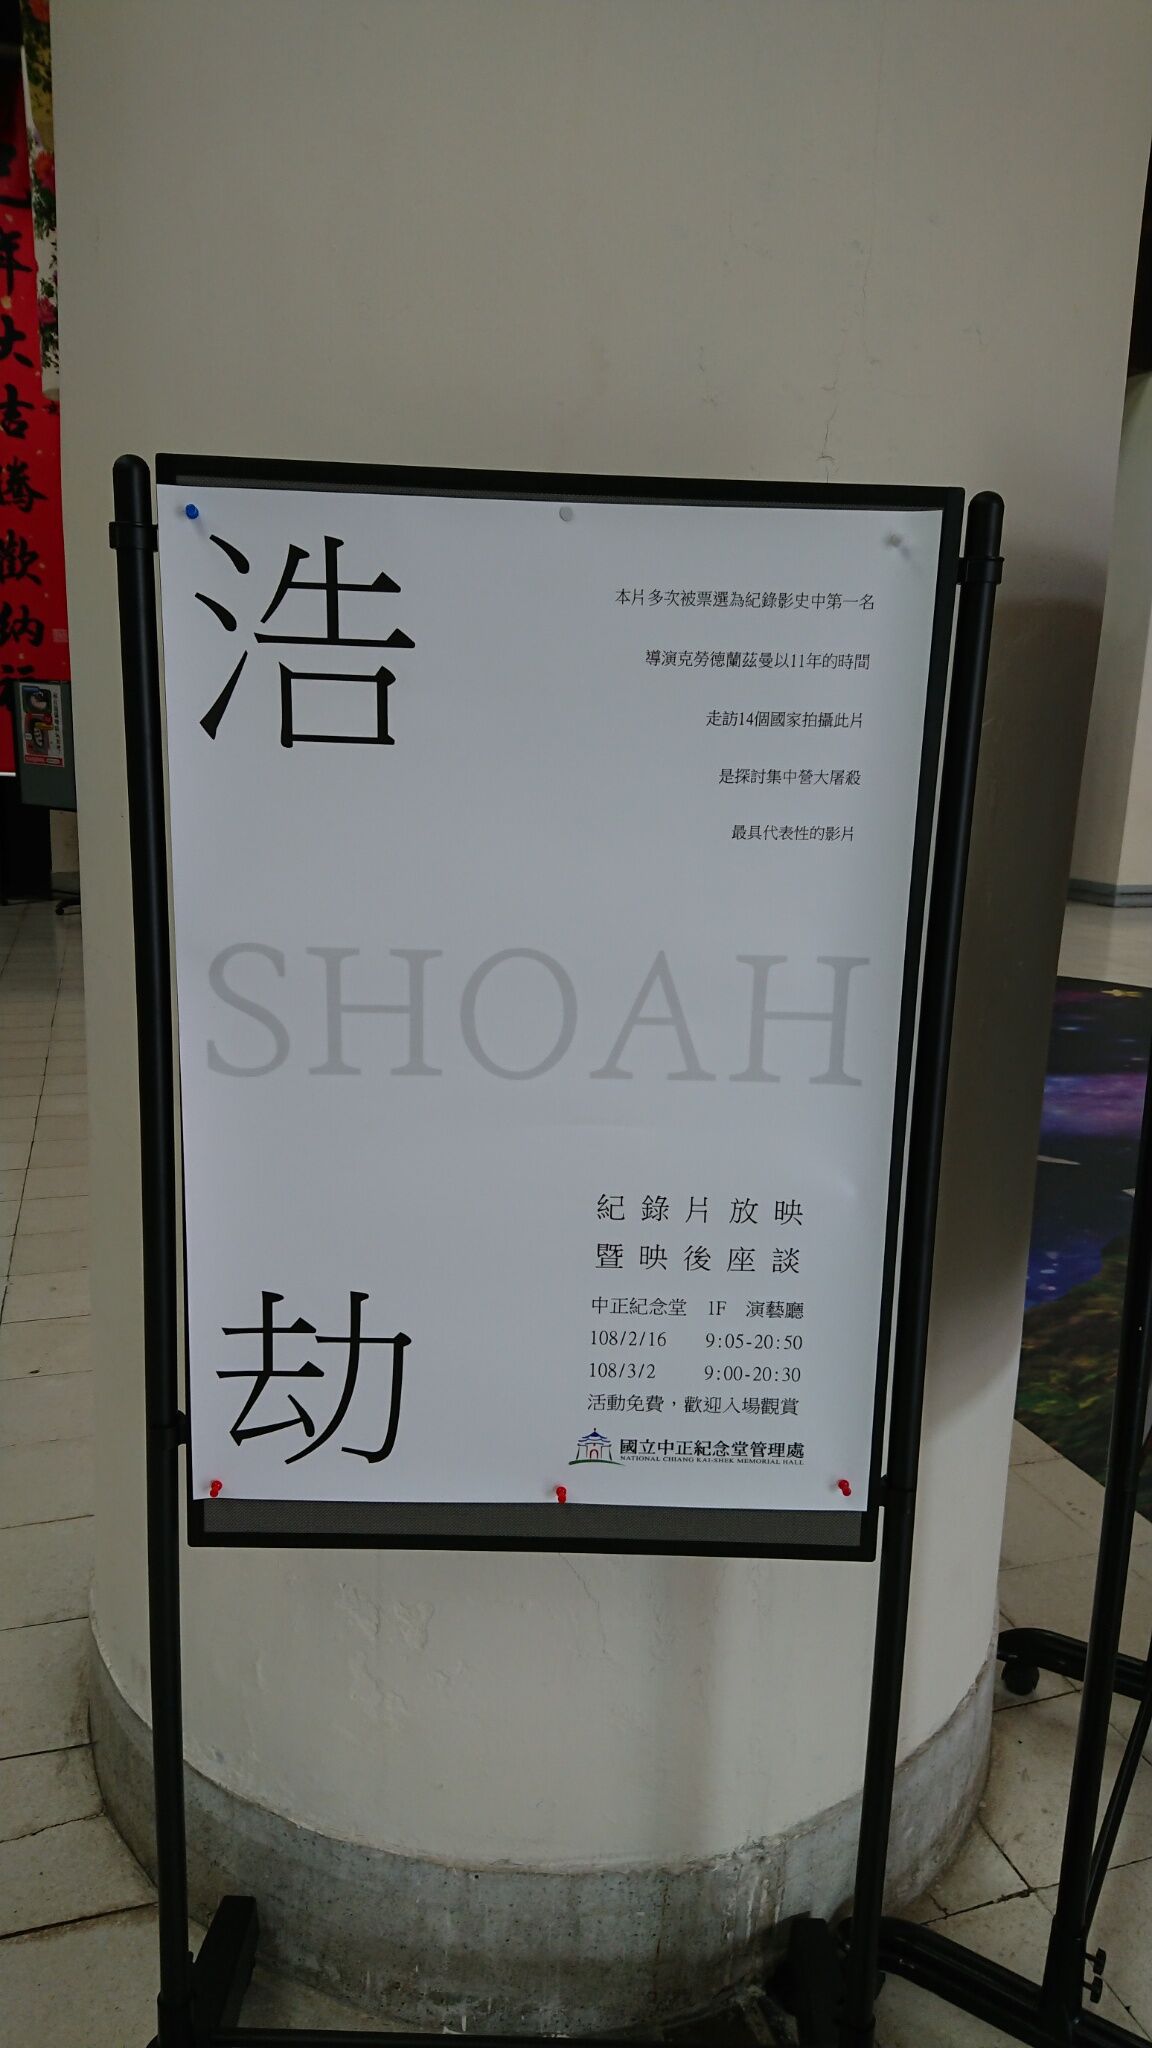 年大吉騰歡納
浩劫
本片多次被票選為紀錄影史中第一名
導演克勞德蘭茲曼以11年的時間
走訪14個國家拍攝此片
是探討集中營大屠殺
最具代表性的影片
SHOAH
紀錄片放映
暨映後座談
中正紀念堂 1F 演藝廳
108/2/16 9:05-20:50
108/3/2 9:00-20:30
活動免費，歡迎入場觀賞
國立中正紀念堂管理處
NATIONAL CHIANG KAI-SHEK MEMORIAL HALL